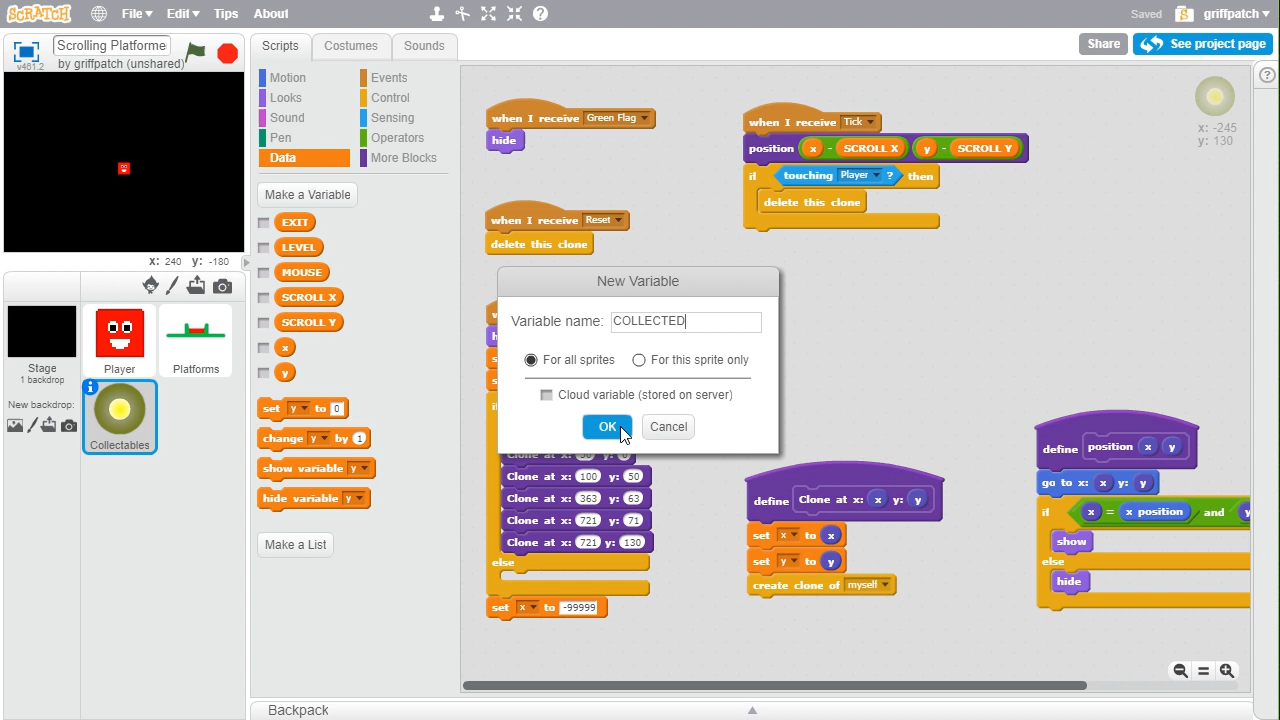 SCRATCH File▼ Edit▼ Tips About Saved griffpatch▼
Scrolling Platforme
by griffpatch (unshared)
v461.2
Scripts Costumes Sounds Share See project page
Motion Events
Looks Control
Sound Sensing
Pen Operators
Data More Blocks
Make a Variable
EXIT
LEVEL
MOUSE
SCROLL X
SCROLL Y
x
y
set y▼ to 0
change y▼ by 1
show variable y▼
hide variable y▼
Make a List
X: 240 y: -180
Stage
1 backdrop
New backdrop:
Player
Platforms
Collectables
when I receive Green Flag▼
hide
when I receive Reset▼
delete this clone
when I receive Tick▼
position x - SCROLL X y - SCROLL Y
if touching Player▼ ? then
delete this clone
x: -245
y: 130
New Variable
Variable name: COLLECTED
For all sprites For this sprite only
Cloud variable (stored on server)
OK Cancel
Clone at x: 100 y: 50
Clone at x: 363 y: 63
Clone at x: 721 y: 71
Clone at x: 721 y: 130
else
set x▼ to -99999
define Clone at x: x y: y
set x▼ to x
set y▼ to y
create clone of myself▼
define position x y
go to x: x y: y
if x = x position and y
show
else
hide
Backpack